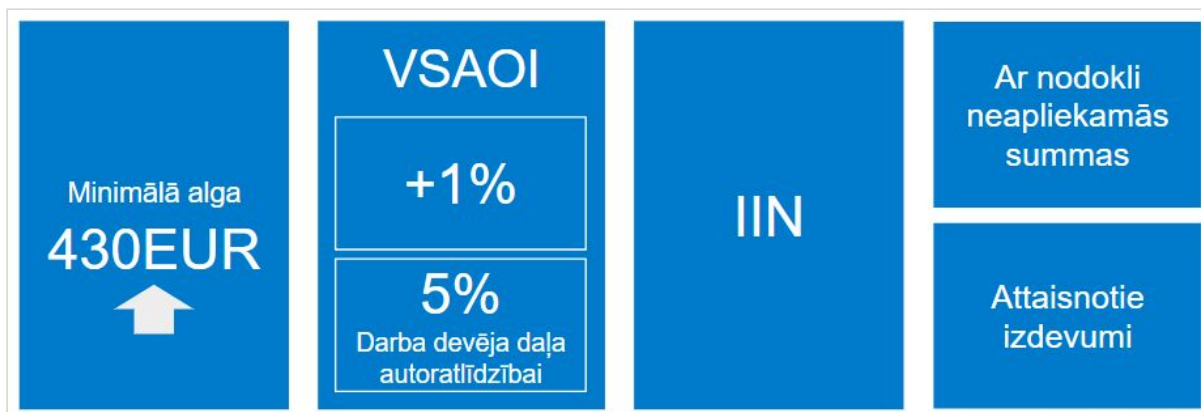 Minimālā alga
430EUR
VSAOI
+1%
5%
Darba devēja daļa
autoratlīdzībai
IIN
Ar nodokli
neapliekamās
summas
Attaisnotie
izdevumi